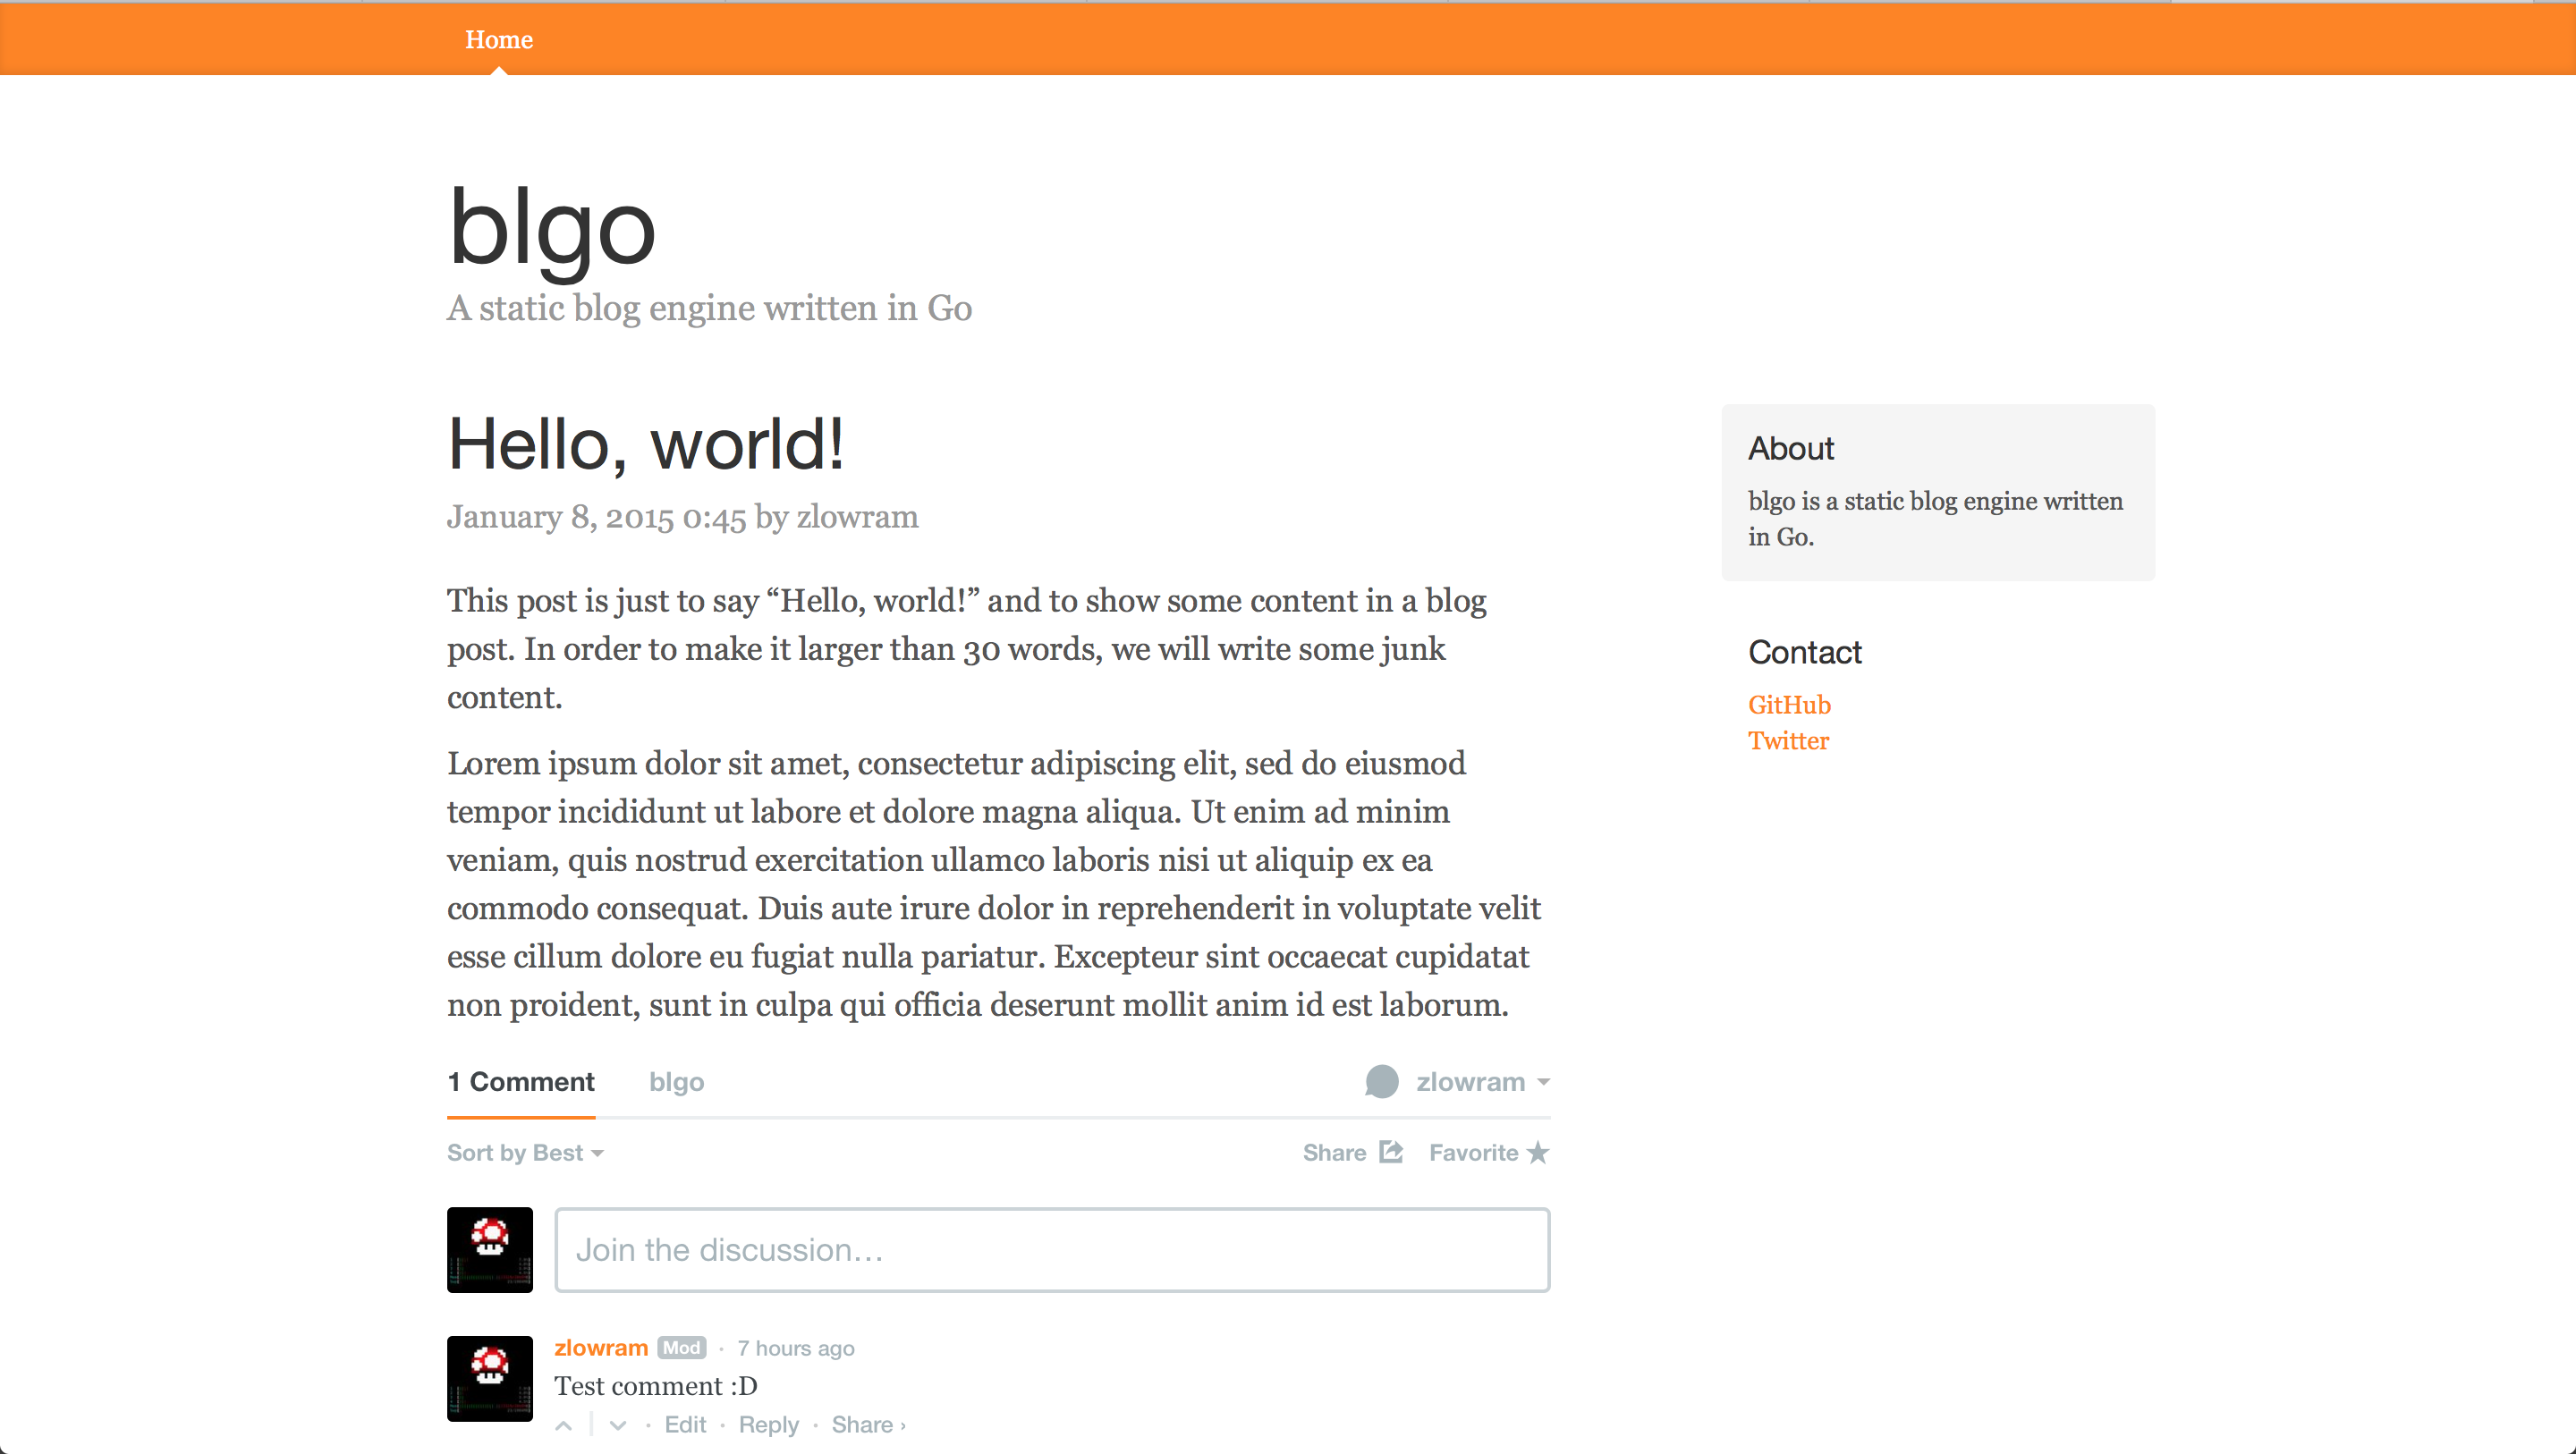 Home
blgo
A static blog engine written in Go
Hello, world!
January 8, 2015 0:45 by zlowram
This post is just to say “Hello, world!” and to show some content in a blog
post. In order to make it larger than 30 words, we will write some junk
content.
Lorem ipsum dolor sit amet, consectetur adipiscing elit, sed do eiusmod
tempor incididunt ut labore et dolore magna aliqua. Ut enim ad minim
veniam, quis nostrud exercitation ullamco laboris nisi ut aliquip ex ea
commodo consequat. Duis aute irure dolor in reprehenderit in voluptate velit
esse cillum dolore eu fugiat nulla pariatur. Excepteur sint occaecat cupidatat
non proident, sunt in culpa qui officia deserunt mollit anim id est laborum.
About
blgo is a static blog engine written
in Go.
Contact
GitHub
Twitter
1 Comment blgo zlowram
Sort by Best Share Favorite
Join the discussion…
zlowram Mod · 7 hours ago
Test comment :D
· Edit · Reply · Share ›